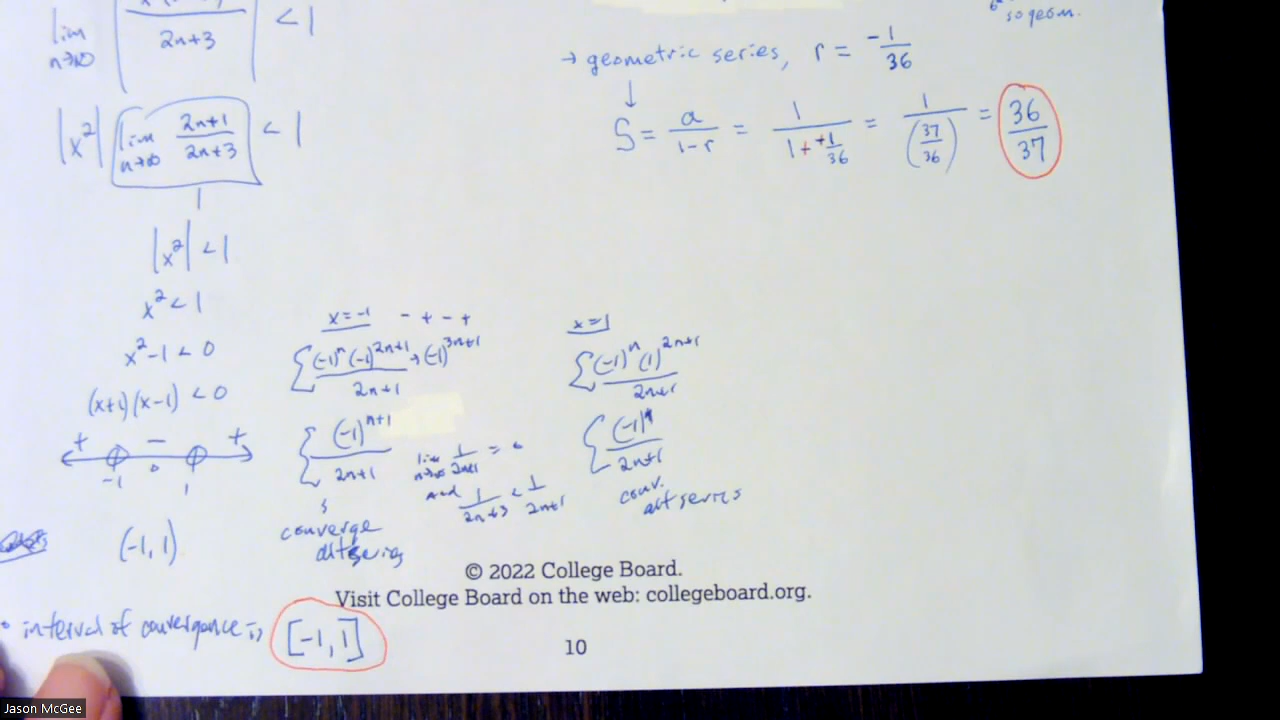 lim n→∞ | 2n+3 | < 1
|x²| lim n→∞ 2n+1 / 2n+3 < 1
1
|x²| < 1
x² < 1
x² - 1 < 0
(x+1)(x-1) < 0
+ - +
-1 0 1
(-1, 1)
interval of convergence is [-1, 1]
x = -1 - + - +
Σ (-1)ⁿ (-1)²ⁿ⁺¹ / 2n+1 → (-1)³ⁿ⁺¹
Σ (-1)ⁿ⁺¹ / 2n+1
lim n→∞ 1 / 2n+1 = 0
and 1 / 2n+3 < 1 / 2n+1
converge
alt series
x = 1
Σ (-1)ⁿ (1)²ⁿ⁺¹ / 2n+1
Σ (-1)ⁿ / 2n+1
conv.
alt series
so geom.
→ geometric series, r = -1/36
↓
S = a / 1-r = 1 / 1 + 1/36 = 1 / (37/36) = 36/37
© 2022 College Board.
Visit College Board on the web: collegeboard.org.
10
Jason McGee